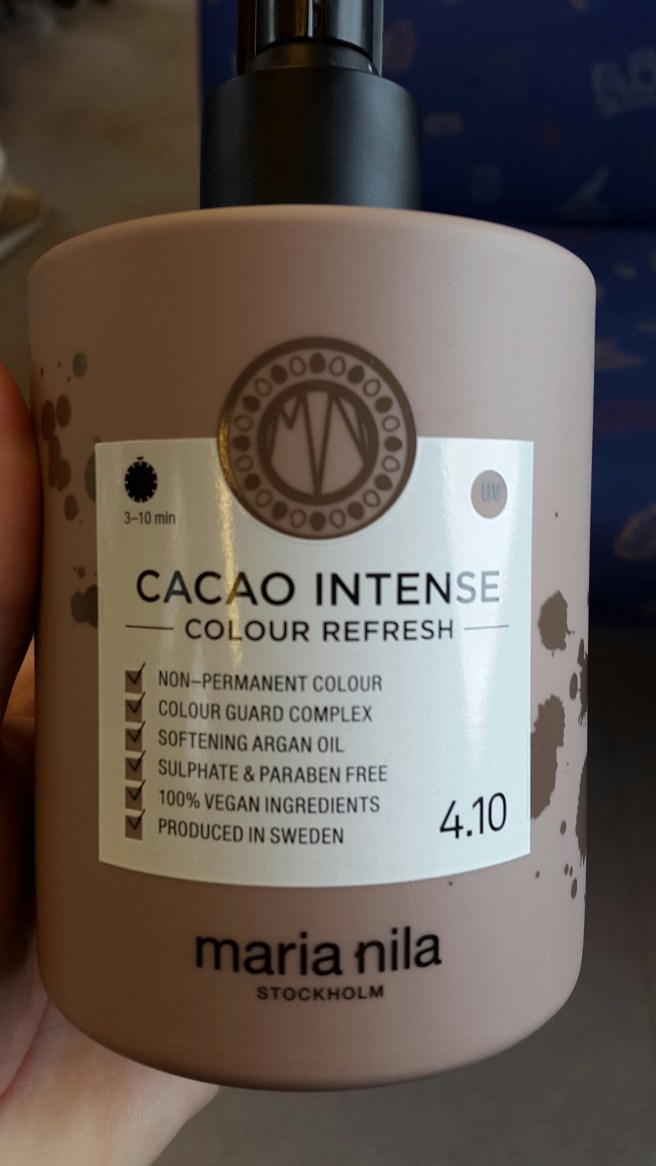 3–10 min
UV
CACAO INTENSE
COLOUR REFRESH
NON–PERMANENT COLOUR
COLOUR GUARD COMPLEX
SOFTENING ARGAN OIL
SULPHATE & PARABEN FREE
100% VEGAN INGREDIENTS
PRODUCED IN SWEDEN
4.10
maria nila
STOCKHOLM